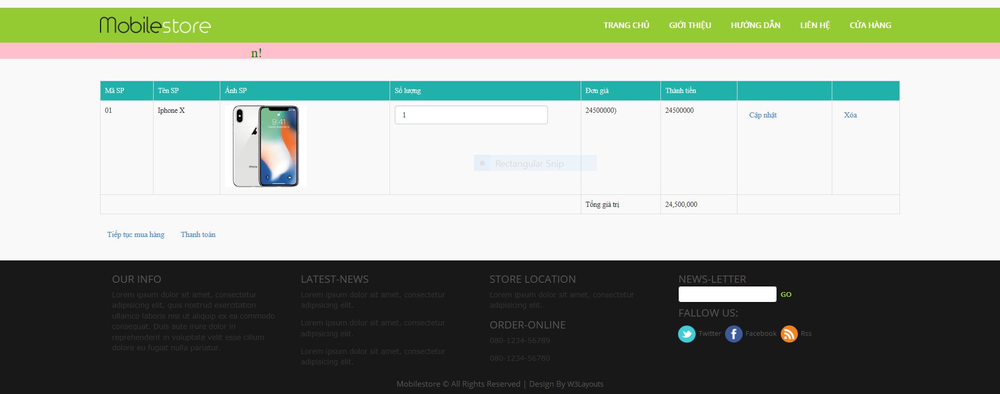 Mobilestore
TRANG CHỦ GIỚI THIỆU HƯỚNG DẪN LIÊN HỆ CỬA HÀNG
n!
Mã SP Tên SP Ảnh SP Số lượng Đơn giá Thành tiền
01 Iphone X 1 24500000) 24500000 Cập nhật Xóa
9:41
iPhone
Rectangular Snip
Tổng giá trị 24,500,000
Tiếp tục mua hàng Thanh toán
OUR INFO
Lorem ipsum dolor sit amet, consectetur
adipisicing elit, quis nostrud exercitation
ullamco laboris nisi ut aliquip ex ea commodo
consequat. Duis aute irure dolor in
reprehenderit in voluptate velit esse cillum
dolore eu fugiat nulla pariatur.
LATEST-NEWS
Lorem ipsum dolor sit amet, consectetur
adipisicing elit.
Lorem ipsum dolor sit amet, consectetur
adipisicing elit.
Lorem ipsum dolor sit amet, consectetur
adipisicing elit.
STORE LOCATION
Lorem ipsum dolor sit amet, consectetur
adipisicing elit.
ORDER-ONLINE
080-1234-56789
080-1234-56780
NEWS-LETTER
GO
FALLOW US:
Twitter Facebook Rss
Mobilestore © All Rights Reserved | Design By W3Layouts